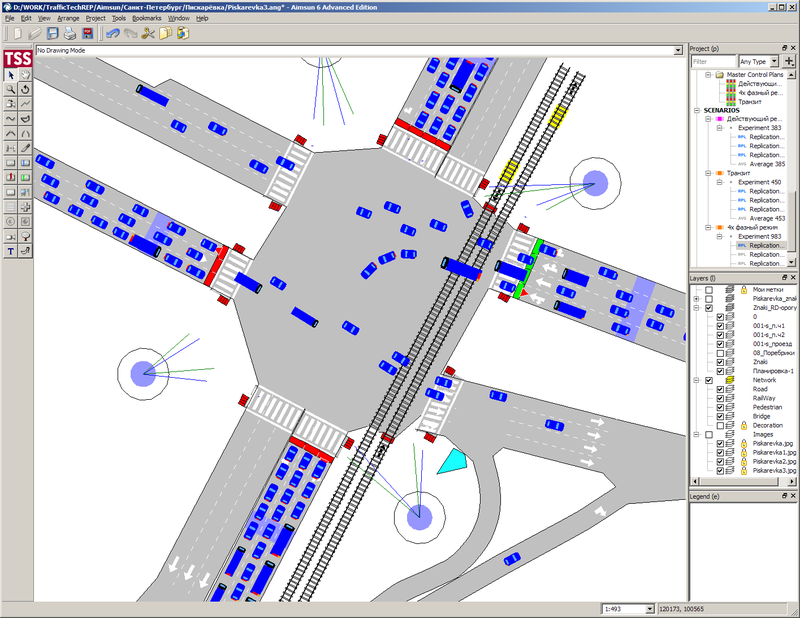 D:/WORK/TrafficTechREP/Aimsun/Санкт-Петербург/Пискарёвка/Piskarevka3.ang* - Aimsun 6 Advanced Edition
File Edit View Arrange Project Tools Bookmarks Window Help
No Drawing Mode
TSS
T
Project (p)
Filter
Any Type
Master Control Plans
Действующий...
4х фазный ре...
Транзит
SCENARIOS
Действующий ре...
Experiment 383
RPL Replication...
RPL Replication...
RPL Replication...
AVG Average 385
Транзит
Experiment 450
RPL Replication...
RPL Replication...
RPL Replication...
AVG Average 453
4х фазный режим
Experiment 983
RPL Replication...
RPL Replication...
RPL Replication...
Layers (l)
Мои метки
Piskarevka_znaki
Znaki_RD-opory
0
001-s_п.ч1
001-s_п.ч2
001-s_проезд
08_Поребрики
Znaki
Планировка-1
Network
Road
RailWay
Pedestrian
Bridge
Decoration
Images
Piskarevka.jpg
Piskarevka1.jpg
Piskarevka2.jpg
Piskarevka3.jpg
Legend (e)
1:493
120173, 100565